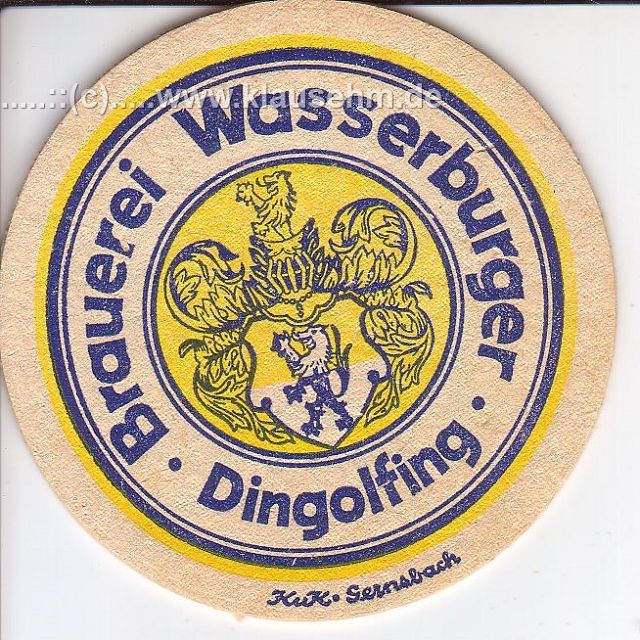 .....::(c).....www.klausehm.de
Brauerei Wasserburger
· Dingolfing ·
KuK · Gernsbach